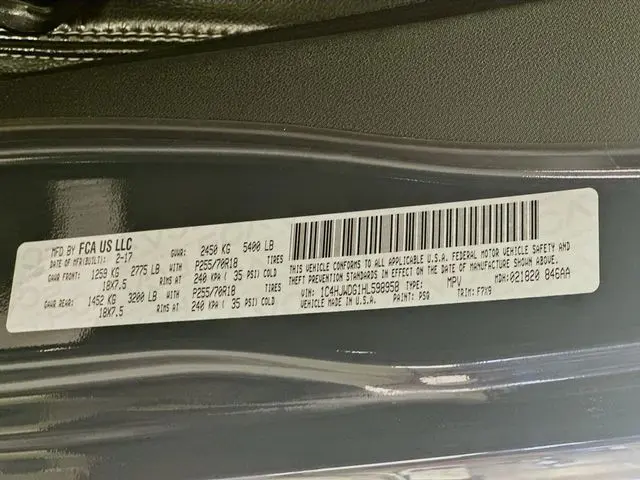 MFD BY FCA US LLC
DATE OF MFR(BUILT): 2-17 GVWR: 2450 KG 5400 LB
GAWR FRONT: 1259 KG 2775 LB WITH P255/70R18 TIRES
18X7.5 RIMS AT 240 KPA ( 35 PSI) COLD
GAWR REAR: 1452 KG 3200 LB WITH P255/70R18 TIRES
18X7.5 RIMS AT 240 KPA ( 35 PSI) COLD
THIS VEHICLE CONFORMS TO ALL APPLICABLE U.S.A. FEDERAL MOTOR VEHICLE SAFETY AND
THEFT PREVENTION STANDARDS IN EFFECT ON THE DATE OF MANUFACTURE SHOWN ABOVE.
VIN: 1C4HJWDG1HL598958 TYPE: MPV MDH:021820 846AA
VEHICLE MADE IN U.S.A. PAINT: PSQ TRIM: F7X9